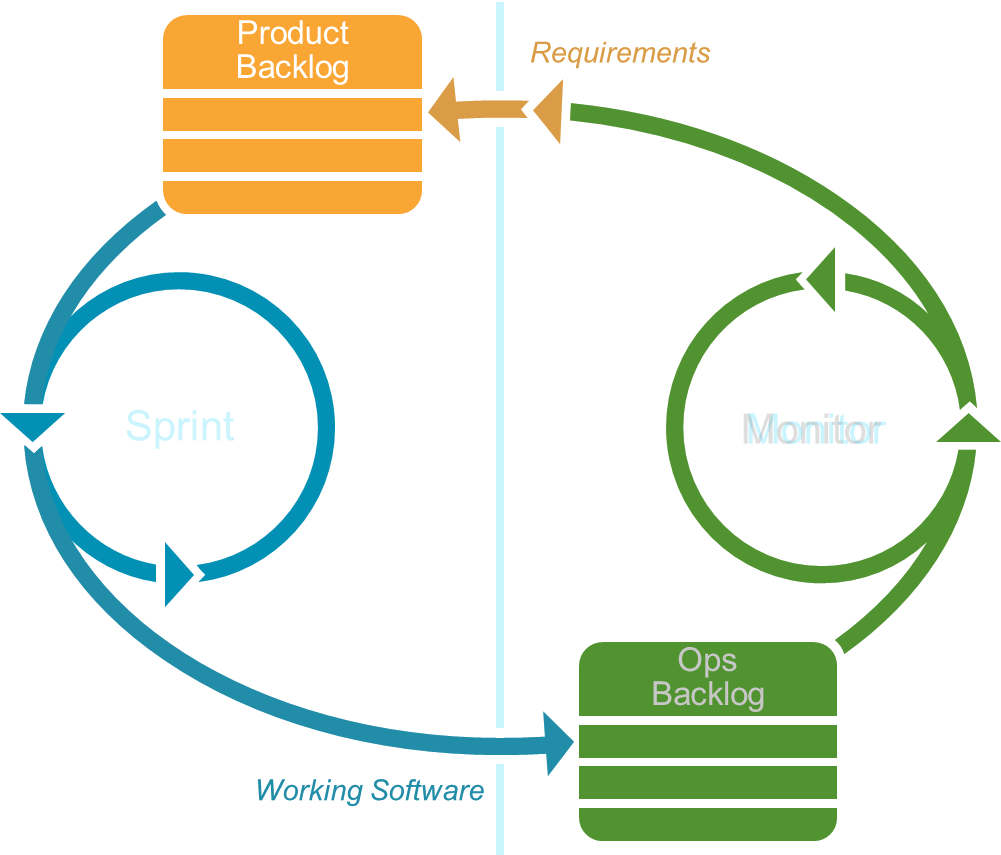 Product
Backlog
Requirements
Sprint
Monitor
Ops
Backlog
Working Software